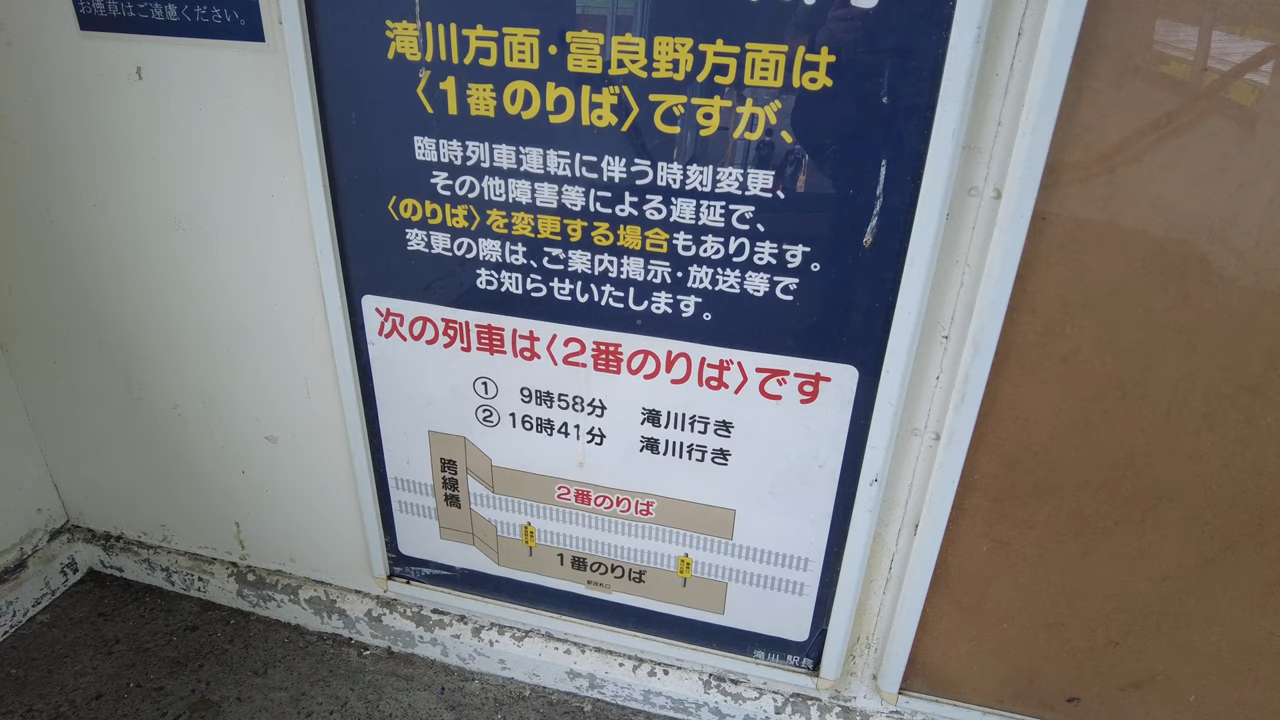 お煙草はご遠慮ください。
滝川方面・富良野方面は
〈1番のりば〉ですが、
臨時列車運転に伴う時刻変更、
その他障害等による遅延で、
〈のりば〉を変更する場合もあります。
変更の際は、ご案内掲示・放送等で
お知らせいたします。
次の列車は〈2番のりば〉です
① 9時58分 滝川行き
② 16時41分 滝川行き
跨線橋
2番のりば
1番のりば
駅改札口
滝川駅長